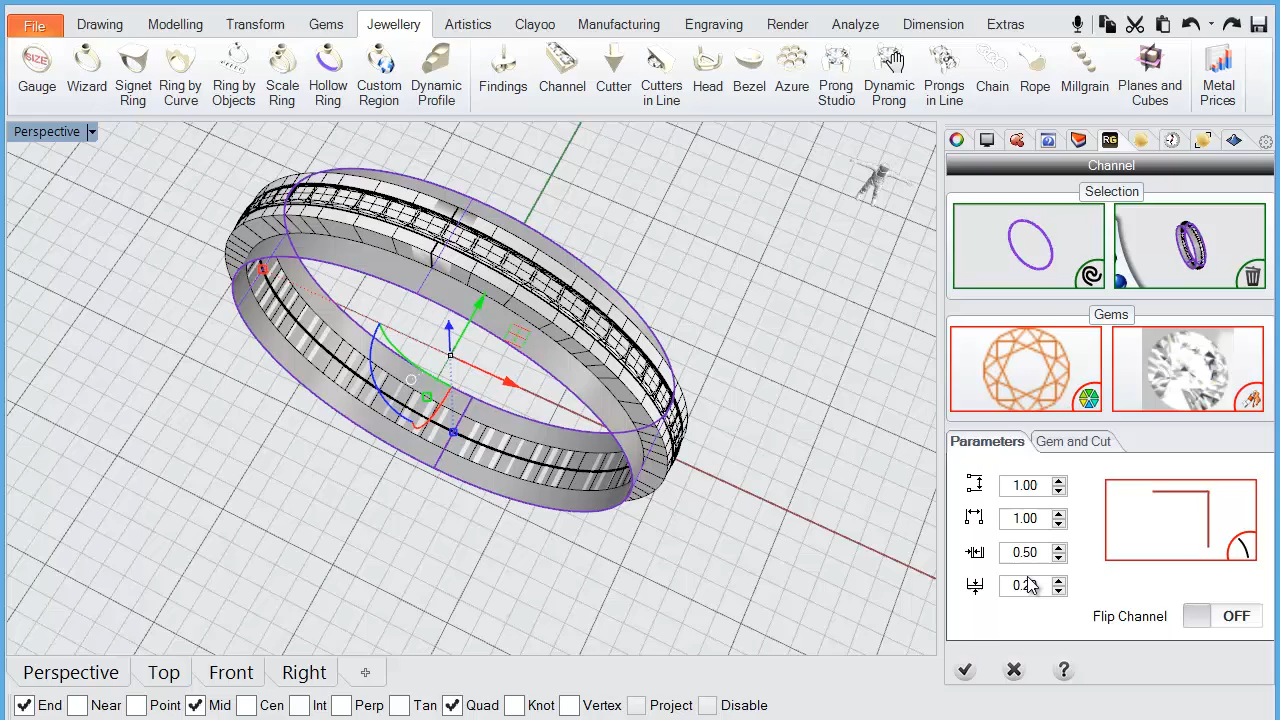 File Drawing Modelling Transform Gems Jewellery Artistics Clayoo Manufacturing Engraving Render Analyze Dimension Extras
SIZE
Gauge Wizard Signet Ring Ring by Curve Ring by Objects Scale Ring Hollow Ring Custom Region Dynamic Profile Findings Channel Cutter Cutters in Line Head Bezel Azure Prong Studio Dynamic Prong Prongs in Line Chain Rope Millgrain Planes and Cubes Metal Prices
Perspective
RG
Channel
Selection
Gems
Parameters Gem and Cut
1.00
1.00
0.50
Flip Channel OFF
Perspective Top Front Right +
End Near Point Mid Cen Int Perp Tan Quad Knot Vertex Project Disable